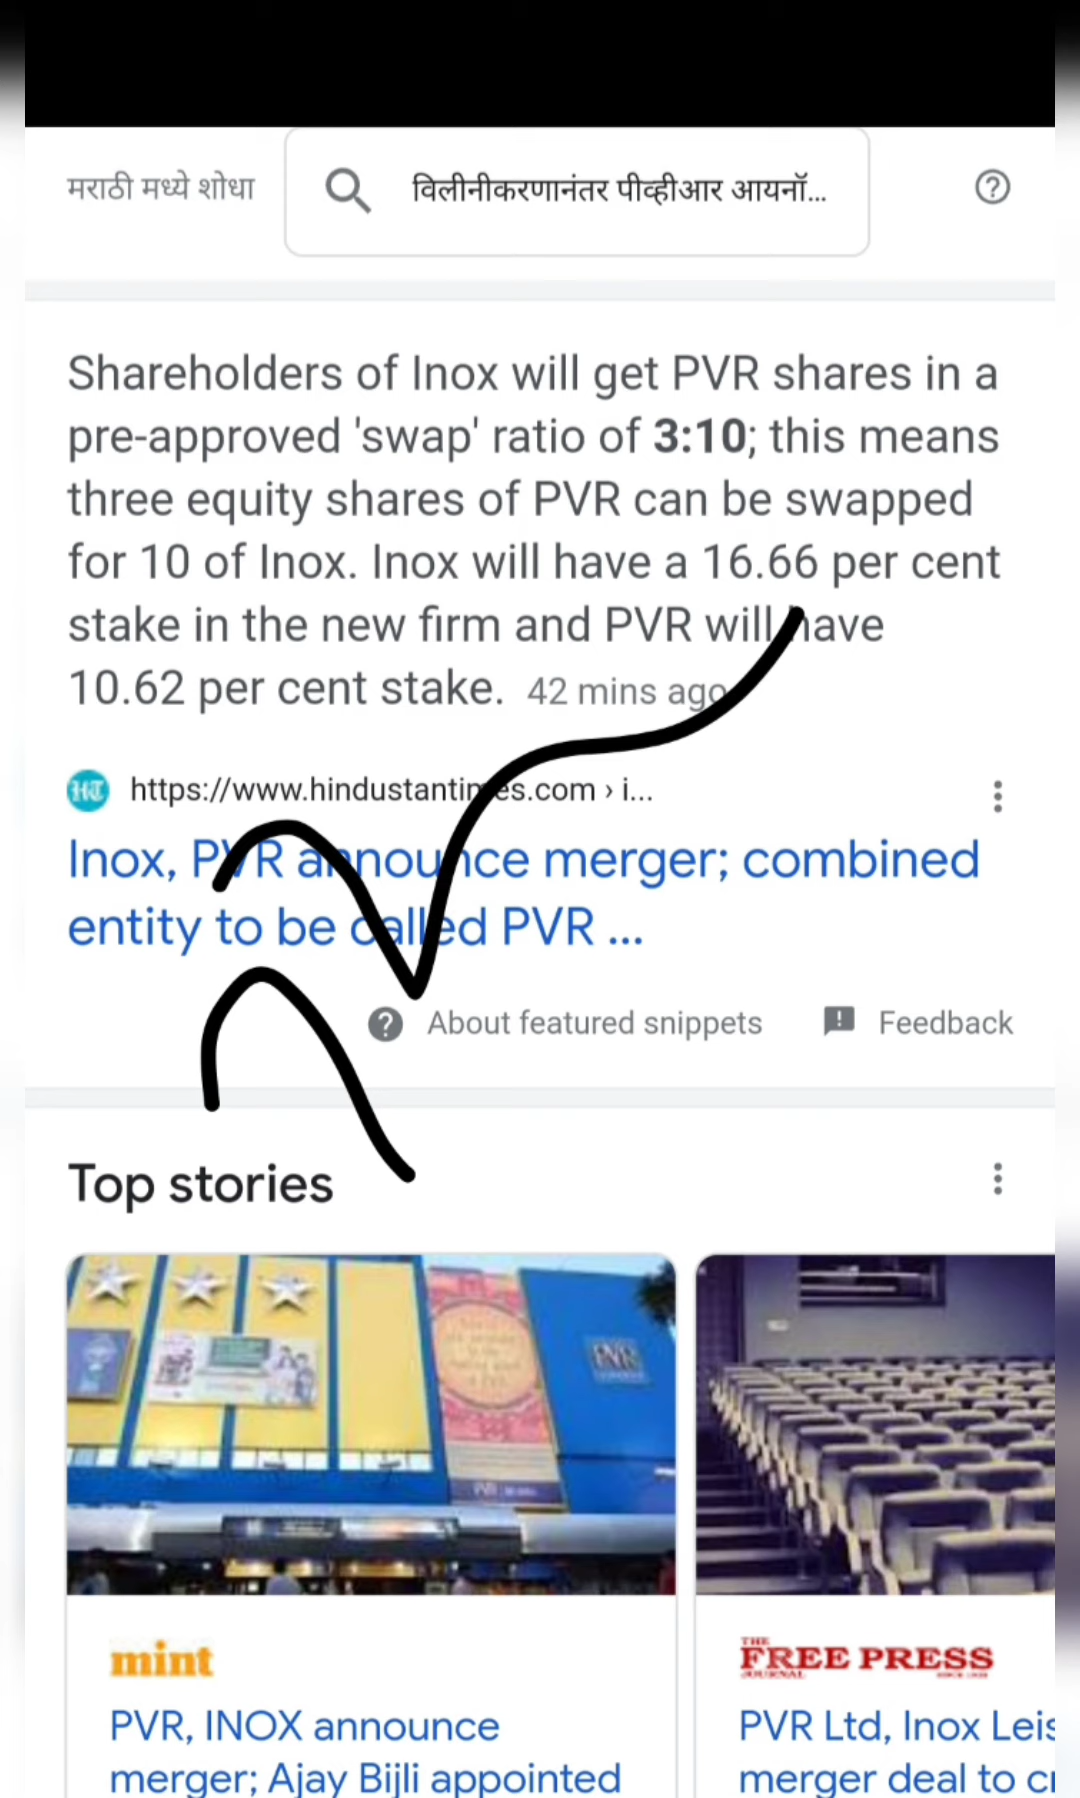 मराठी मध्ये शोधा
विलीनीकरणानंतर पीव्हीआर आयनॉ...
Shareholders of Inox will get PVR shares in a
pre-approved 'swap' ratio of 3:10; this means
three equity shares of PVR can be swapped
for 10 of Inox. Inox will have a 16.66 per cent
stake in the new firm and PVR will have
10.62 per cent stake. 42 mins ago
HT https://www.hindustantimes.com › i...
Inox, PVR announce merger; combined
entity to be called PVR ...
About featured snippets
Feedback
Top stories
PVR
mint
PVR, INOX announce
merger; Ajay Bijli appointed
THE
FREE PRESS
JOURNAL
PVR Ltd, Inox Leis
merger deal to cr